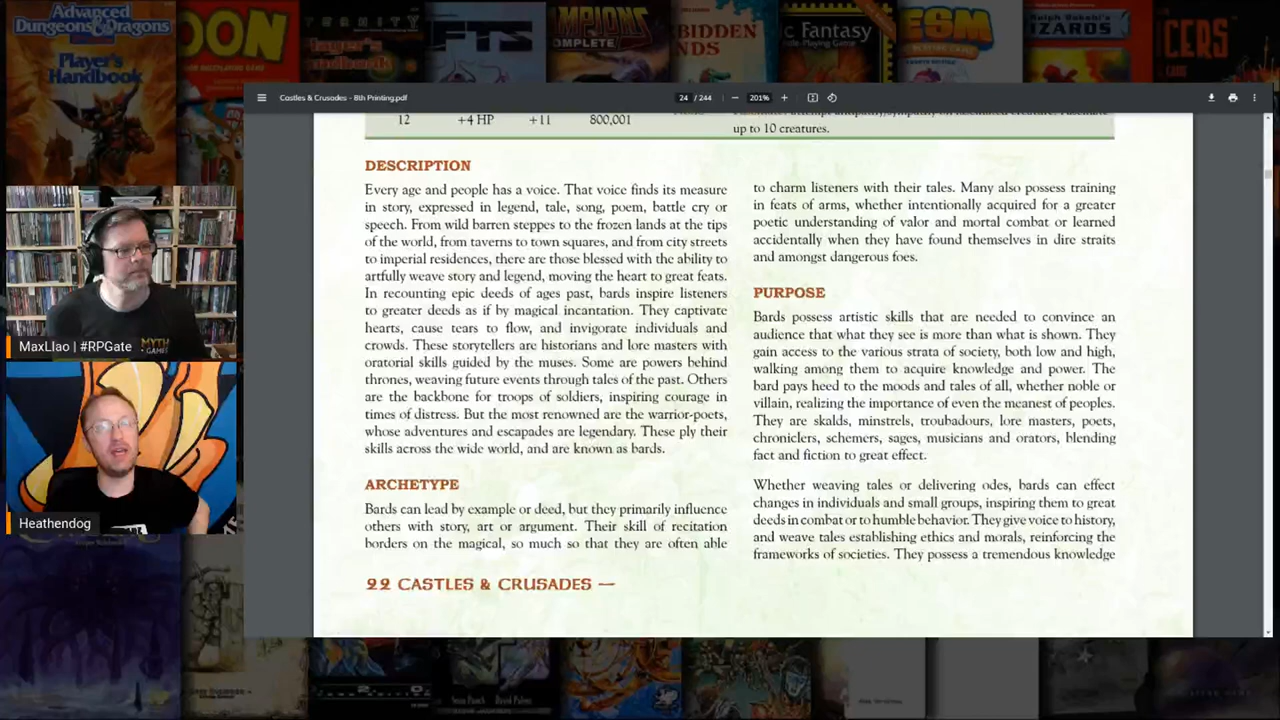 Advanced
Dungeons & Dragons
Player's
Handbook
OON
Player's
Handbook
FTS
MPIONS
OMPLETE
RBIDDEN
NDS
ic Fantasy
le-Playing Game
ESM
Ralph Bakshi's
IZARDS
CERS
Castles & Crusades - 8th Printing.pdf
24 / 244
201%
12 +4 HP +11 800,001
up to 10 creatures.
DESCRIPTION
Every age and people has a voice. That voice finds its measure
in story, expressed in legend, tale, song, poem, battle cry or
speech. From wild barren steppes to the frozen lands at the tips
of the world, from taverns to town squares, and from city streets
to imperial residences, there are those blessed with the ability to
artfully weave story and legend, moving the heart to great feats.
In recounting epic deeds of ages past, bards inspire listeners
to greater deeds as if by magical incantation. They captivate
hearts, cause tears to flow, and invigorate individuals and
crowds. These storytellers are historians and lore masters with
oratorial skills guided by the muses. Some are powers behind
thrones, weaving future events through tales of the past. Others
are the backbone for troops of soldiers, inspiring courage in
times of distress. But the most renowned are the warrior-poets,
whose adventures and escapades are legendary. These ply their
skills across the wide world, and are known as bards.
ARCHETYPE
Bards can lead by example or deed, but they primarily influence
others with story, art or argument. Their skill of recitation
borders on the magical, so much so that they are often able
to charm listeners with their tales. Many also possess training
in feats of arms, whether intentionally acquired for a greater
poetic understanding of valor and mortal combat or learned
accidentally when they have found themselves in dire straits
and amongst dangerous foes.
PURPOSE
Bards possess artistic skills that are needed to convince an
audience that what they see is more than what is shown. They
gain access to the various strata of society, both low and high,
walking among them to acquire knowledge and power. The
bard pays heed to the moods and tales of all, whether noble or
villain, realizing the importance of even the meanest of peoples.
They are skalds, minstrels, troubadours, lore masters, poets,
chroniclers, schemers, sages, musicians and orators, blending
fact and fiction to great effect.
Whether weaving tales or delivering odes, bards can effect
changes in individuals and small groups, inspiring them to great
deeds in combat or to humble behavior. They give voice to history,
and weave tales establishing ethics and morals, reinforcing the
frameworks of societies. They possess a tremendous knowledge
22 CASTLES & CRUSADES —
MYTH
GAMES
MaxLIao | #RPGate
Heathendog